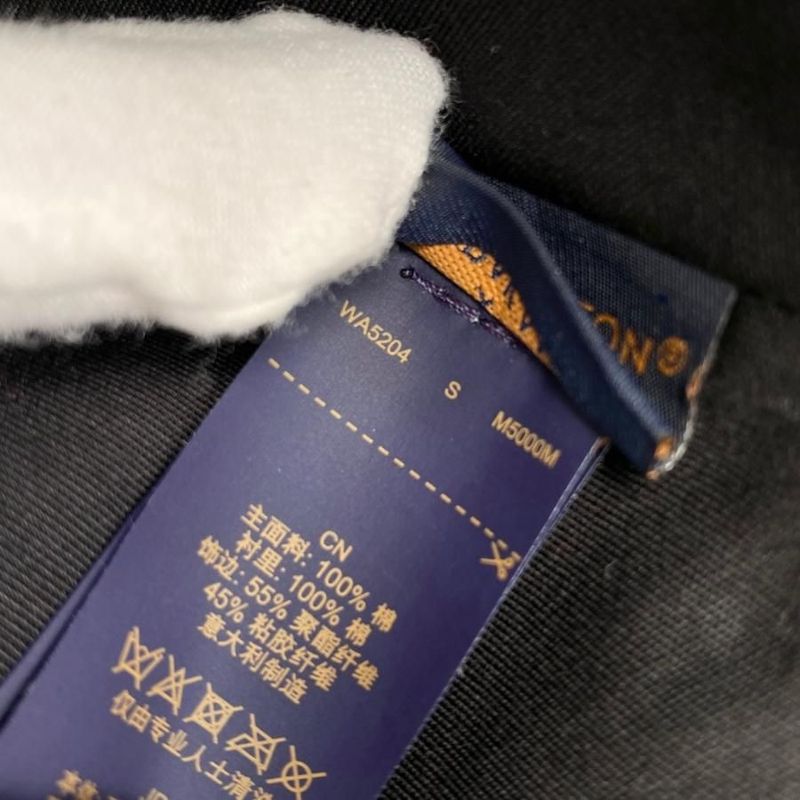 WA5204 S M5000M
CN
主面料: 100% 棉
衬里: 100% 棉
饰边: 55% 聚酯纤维
45% 粘胶纤维
意大利制造
仅由专业人士清洗